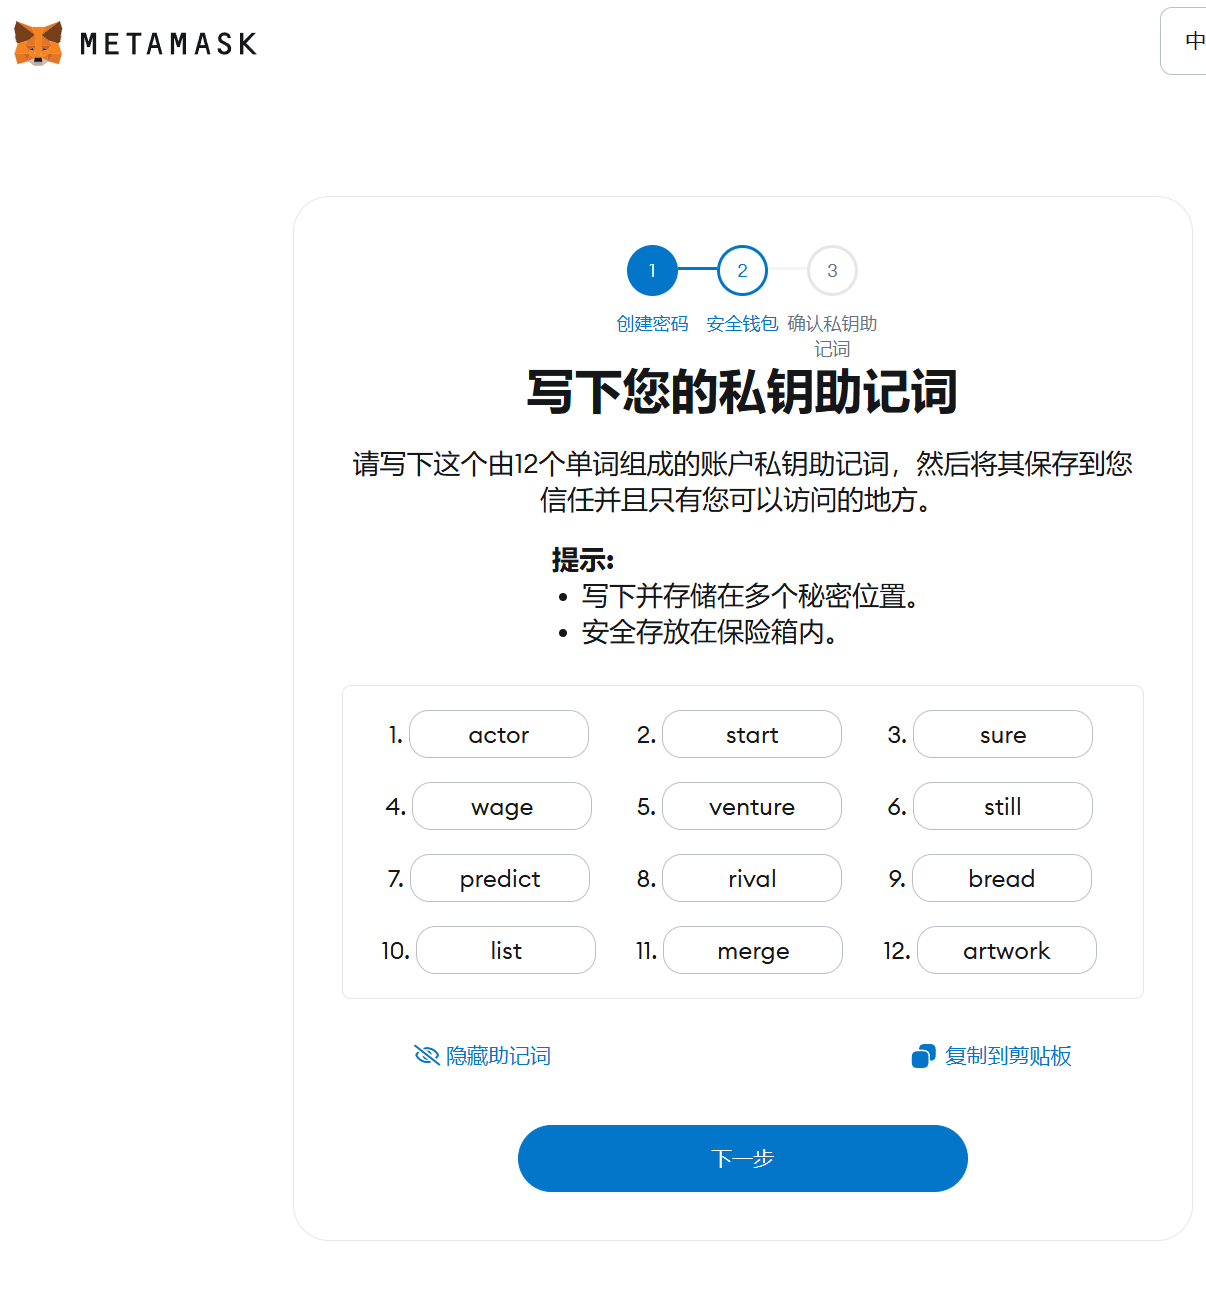 METAMASK
中
1
2
3
创建密码
安全钱包
确认私钥助
记词
写下您的私钥助记词
请写下这个由12个单词组成的账户私钥助记词，然后将其保存到您
信任并且只有您可以访问的地方。
提示:
• 写下并存储在多个秘密位置。
• 安全存放在保险箱内。
1. actor 2. start 3. sure
4. wage 5. venture 6. still
7. predict 8. rival 9. bread
10. list 11. merge 12. artwork
隐藏助记词 复制到剪贴板
下一步